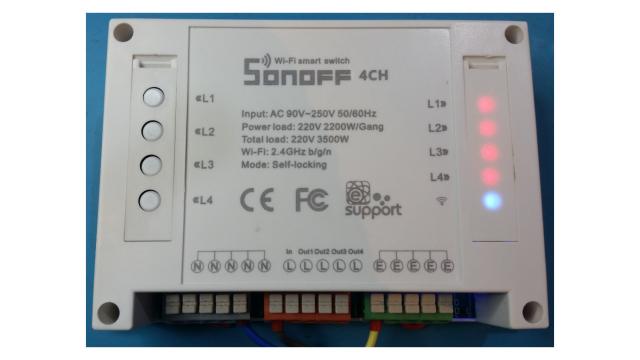 Wi-Fi smart switch
SONOFF 4CH
L1
L2
L3
L4
Input: AC 90V~250V 50/60Hz
Power load: 220V 2200W/Gang
Total load: 220V 3500W
Wi-Fi: 2.4GHz b/g/n
Mode: Self-locking
CE FC e support
L1
L2
L3
L4
In Out1 Out2 Out3 Out4
N N N N N L L L L L E E E E E